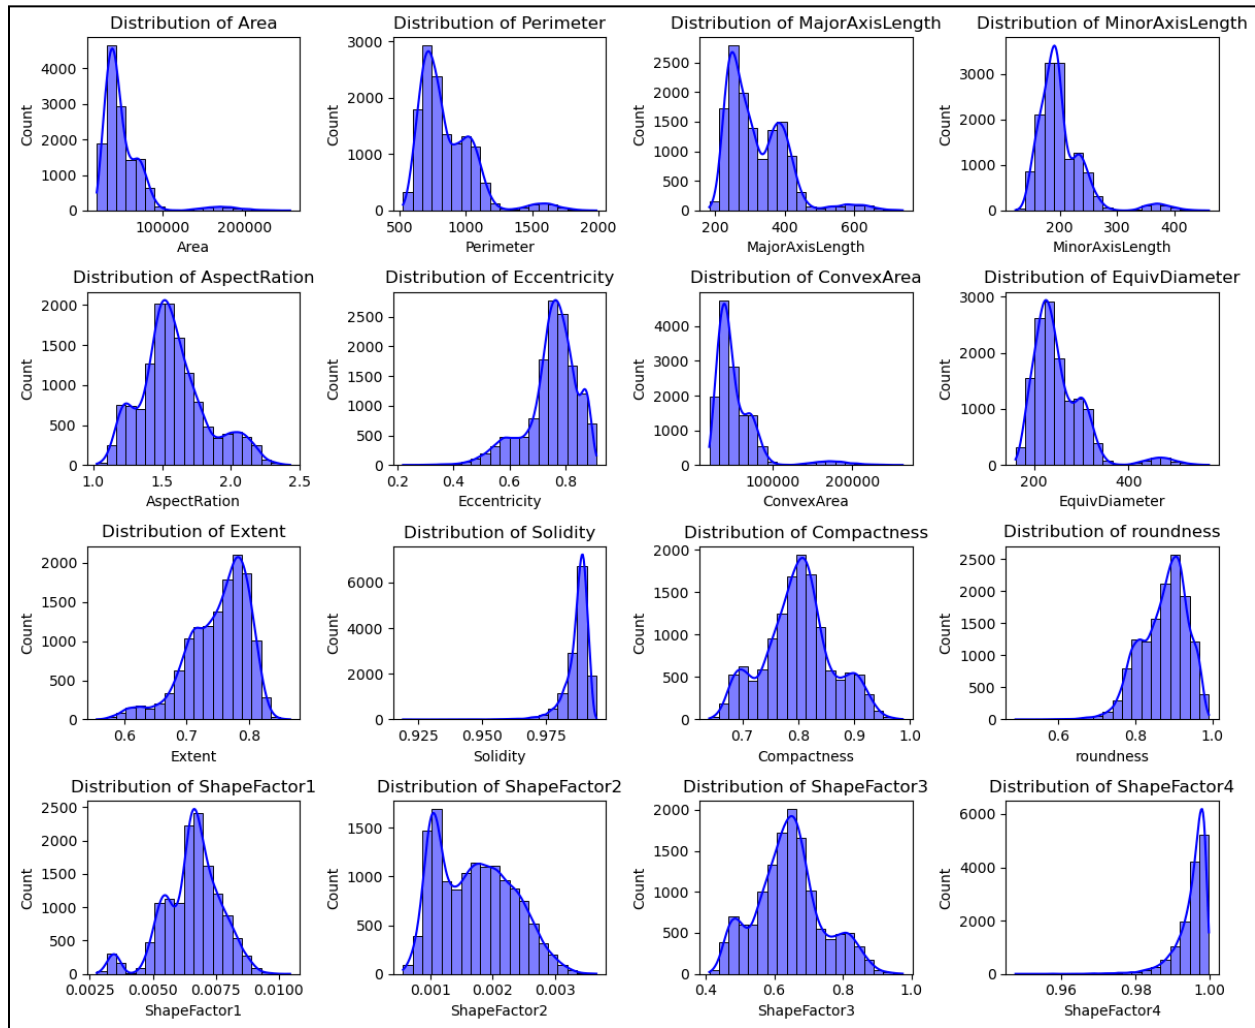 Distribution of Area
Distribution of Perimeter
Distribution of MajorAxisLength
Distribution of MinorAxisLength
Count
4000
3000
2000
1000
0
100000
200000
Area
Count
3000
2000
1000
0
500
1000
1500
2000
Perimeter
Count
2500
2000
1500
1000
500
0
200
400
600
MajorAxisLength
Count
3000
2000
1000
0
200
300
400
MinorAxisLength
Distribution of AspectRation
Distribution of Eccentricity
Distribution of ConvexArea
Distribution of EquivDiameter
Count
2000
1500
1000
500
0
1.0
1.5
2.0
2.5
AspectRation
Count
2500
2000
1500
1000
500
0
0.2
0.4
0.6
0.8
Eccentricity
Count
4000
3000
2000
1000
0
100000
200000
ConvexArea
Count
3000
2000
1000
0
200
400
EquivDiameter
Distribution of Extent
Distribution of Solidity
Distribution of Compactness
Distribution of roundness
Count
2000
1500
1000
500
0
0.6
0.7
0.8
Extent
Count
6000
4000
2000
0
0.925
0.950
0.975
Solidity
Count
2000
1500
1000
500
0
0.7
0.8
0.9
1.0
Compactness
Count
2500
2000
1500
1000
500
0
0.6
0.8
1.0
roundness
Distribution of ShapeFactor1
Distribution of ShapeFactor2
Distribution of ShapeFactor3
Distribution of ShapeFactor4
Count
2500
2000
1500
1000
500
0
0.0025
0.0050
0.0075
0.0100
ShapeFactor1
Count
1500
1000
500
0
0.001
0.002
0.003
ShapeFactor2
Count
2000
1500
1000
500
0
0.4
0.6
0.8
1.0
ShapeFactor3
Count
6000
4000
2000
0
0.96
0.98
1.00
ShapeFactor4